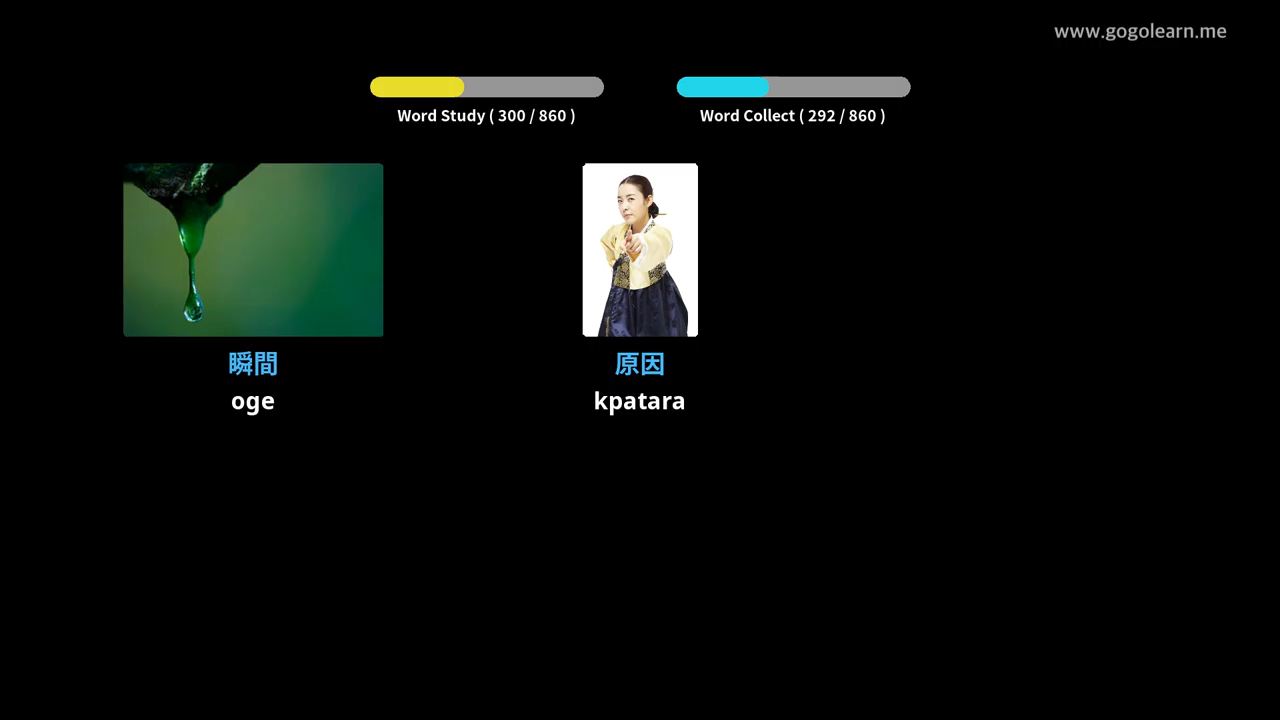 www.gogolearn.me
Word Study ( 300 / 860 )
Word Collect ( 292 / 860 )
瞬間
oge
原因
kpatara